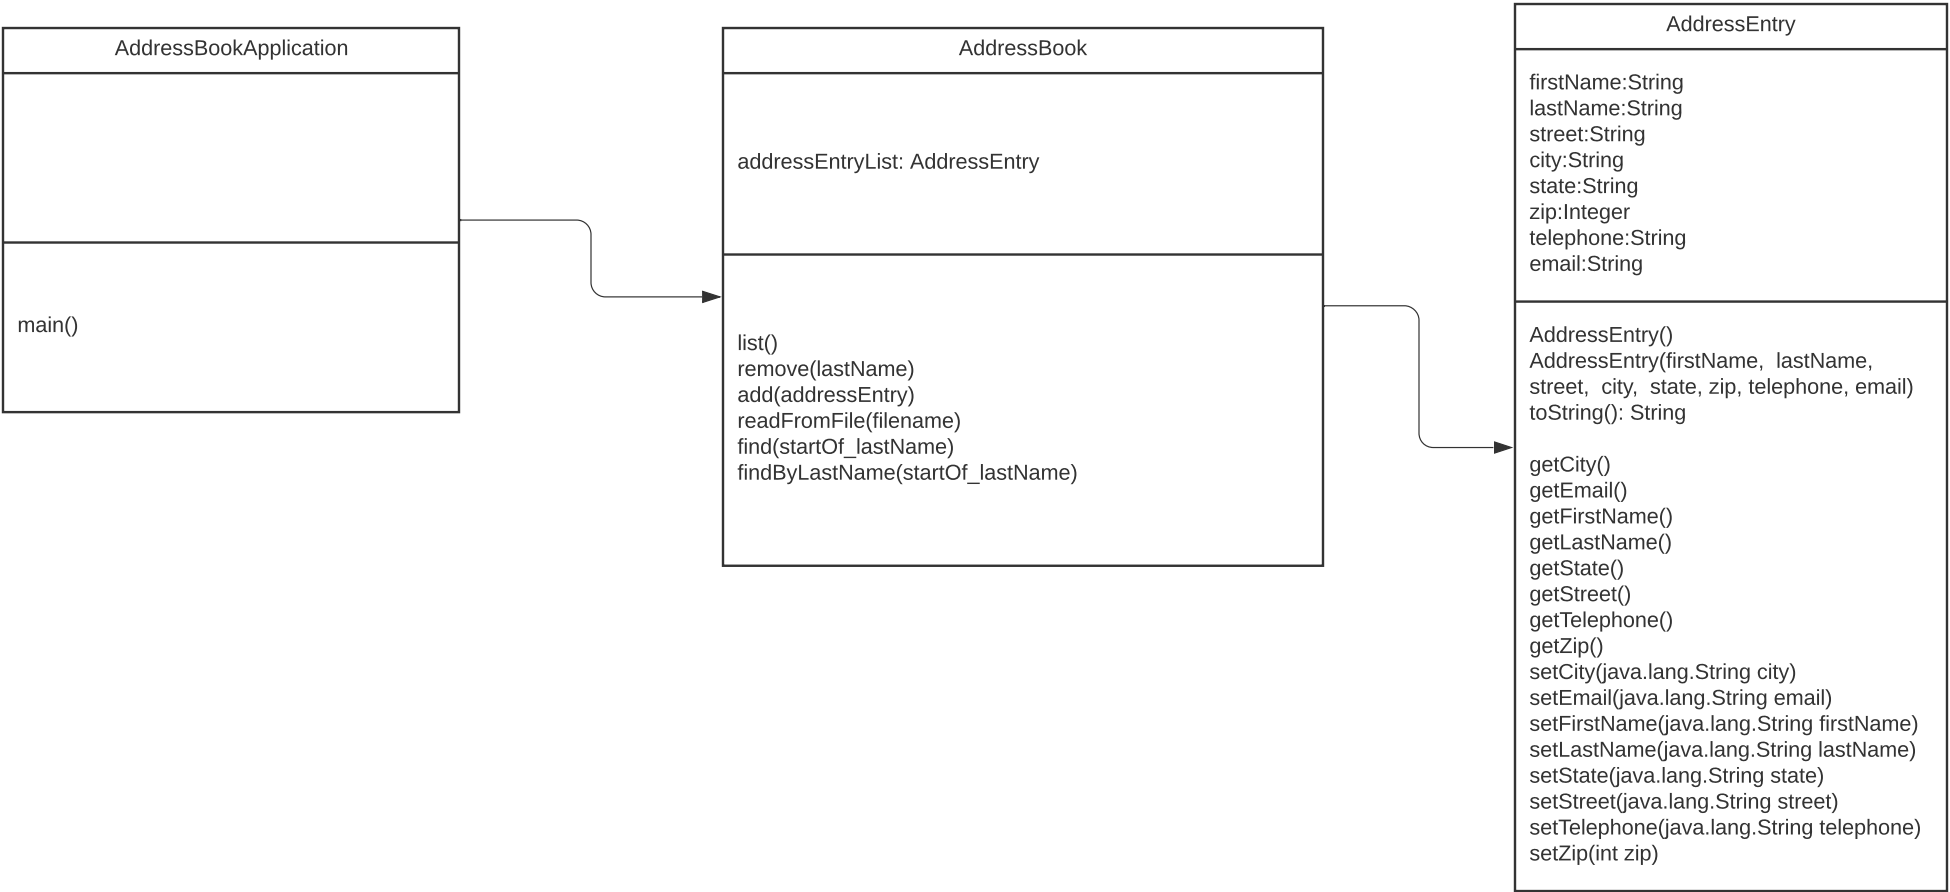 AddressBookApplication
main()
AddressBook
addressEntryList: AddressEntry
list()
remove(lastName)
add(addressEntry)
readFromFile(filename)
find(startOf_lastName)
findByLastName(startOf_lastName)
AddressEntry
firstName:String
lastName:String
street:String
city:String
state:String
zip:Integer
telephone:String
email:String
AddressEntry()
AddressEntry(firstName,  lastName,
street,  city,  state, zip, telephone, email)
toString(): String
getCity()
getEmail()
getFirstName()
getLastName()
getState()
getStreet()
getTelephone()
getZip()
setCity(java.lang.String city)
setEmail(java.lang.String email)
setFirstName(java.lang.String firstName)
setLastName(java.lang.String lastName)
setState(java.lang.String state)
setStreet(java.lang.String street)
setTelephone(java.lang.String telephone)
setZip(int zip)